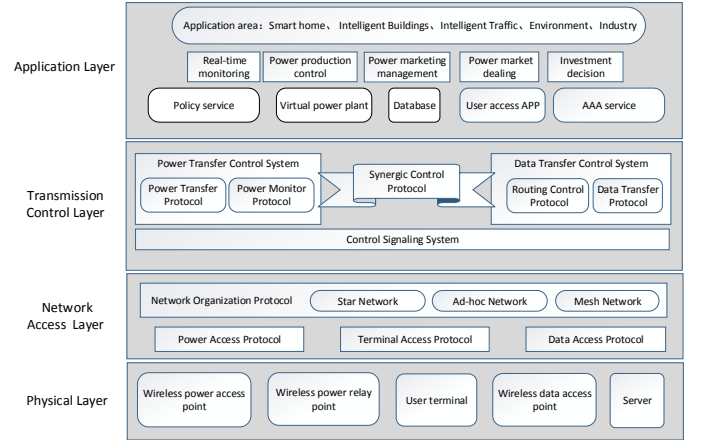 Application area：Smart home、 Intelligent Buildings、Intelligent Traffic、Environment、Industry
Application Layer
Real-time
monitoring
Power production
control
Power marketing
management
Power market
dealing
Investment
decision
Policy service
Virtual power plant
Database
User access APP
AAA service
Transmission
Control Layer
Power Transfer Control System
Power Transfer
Protocol
Power Monitor
Protocol
Synergic Control
Protocol
Data Transfer Control System
Routing Control
Protocol
Data Transfer
Protocol
Control Signaling System
Network
Access Layer
Network Organization Protocol
Star Network
Ad-hoc Network
Mesh Network
Power Access Protocol
Terminal Access Protocol
Data Access Protocol
Physical Layer
Wireless power access
point
Wireless power relay
point
User terminal
Wireless data access
point
Server